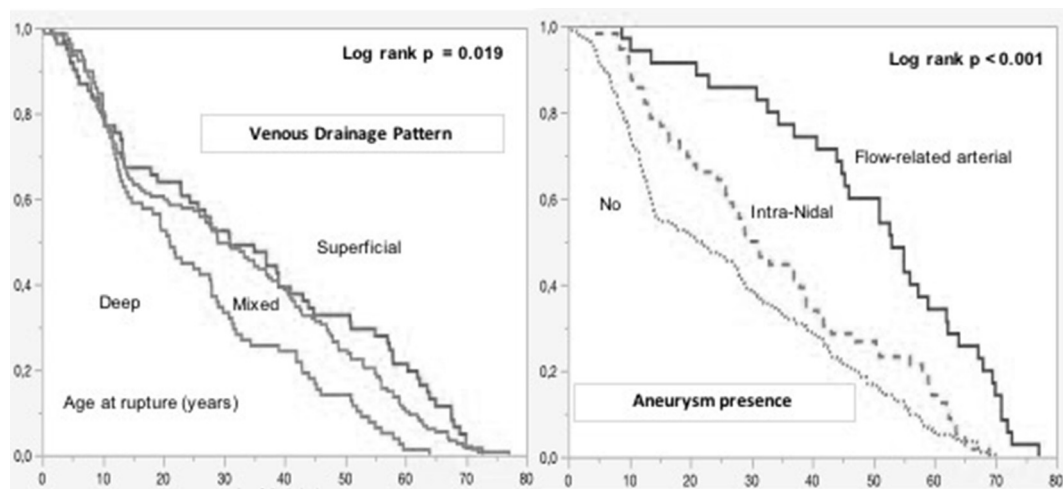 1,0
0,8
0,6
0,4
0,2
0,0
Log rank p = 0.019
Venous Drainage Pattern
Superficial
Deep
Mixed
Age at rupture (years)
0 10 20 30 40 50 60 70 80
1,0
0,8
0,6
0,4
0,2
0,0
Log rank p < 0.001
Flow-related arterial
No
Intra-Nidal
Aneurysm presence
0 10 20 30 40 50 60 70 80